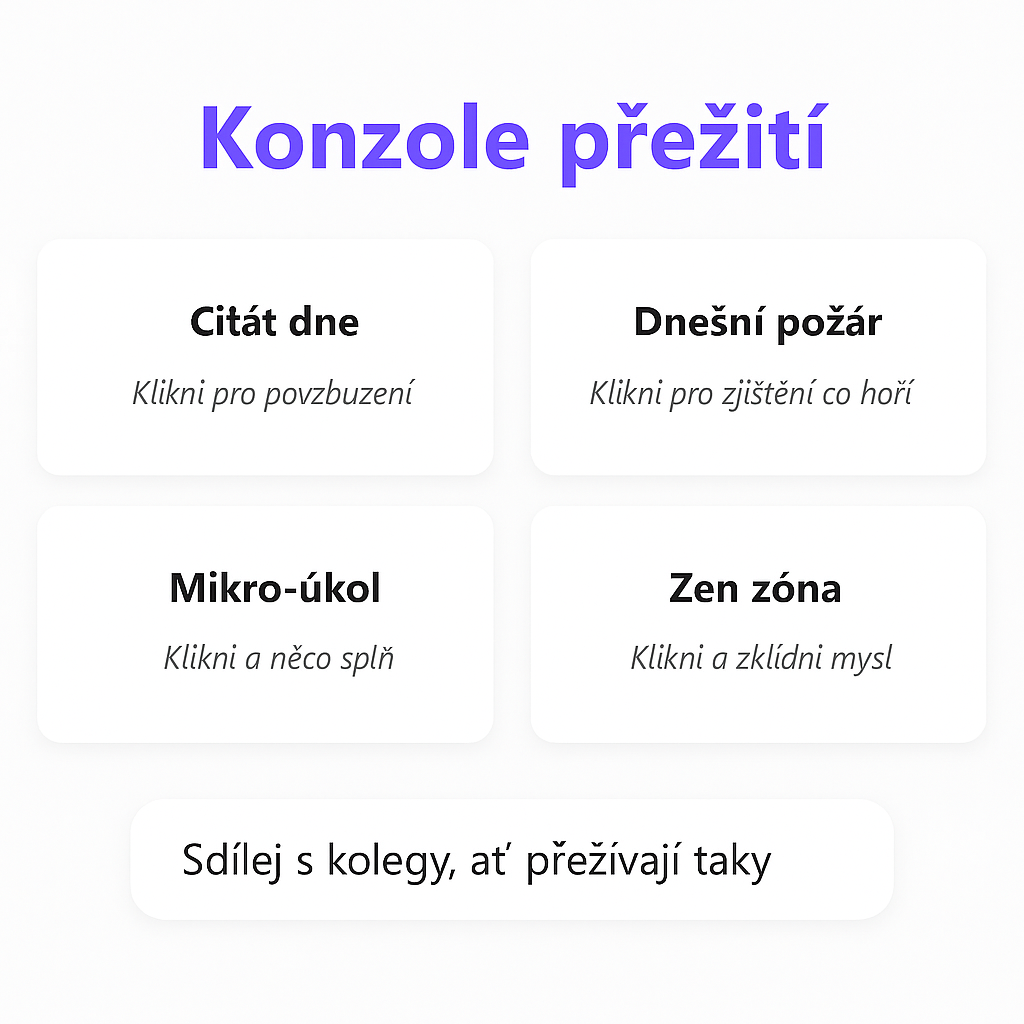 Konzole přežití
Citát dne
Klikni pro povzbuzení
Dnešní požár
Klikni pro zjištění co hoří
Mikro-úkol
Klikni a něco splň
Zen zóna
Klikni a zklídni mysl
Sdílej s kolegy, ať přežívají taky